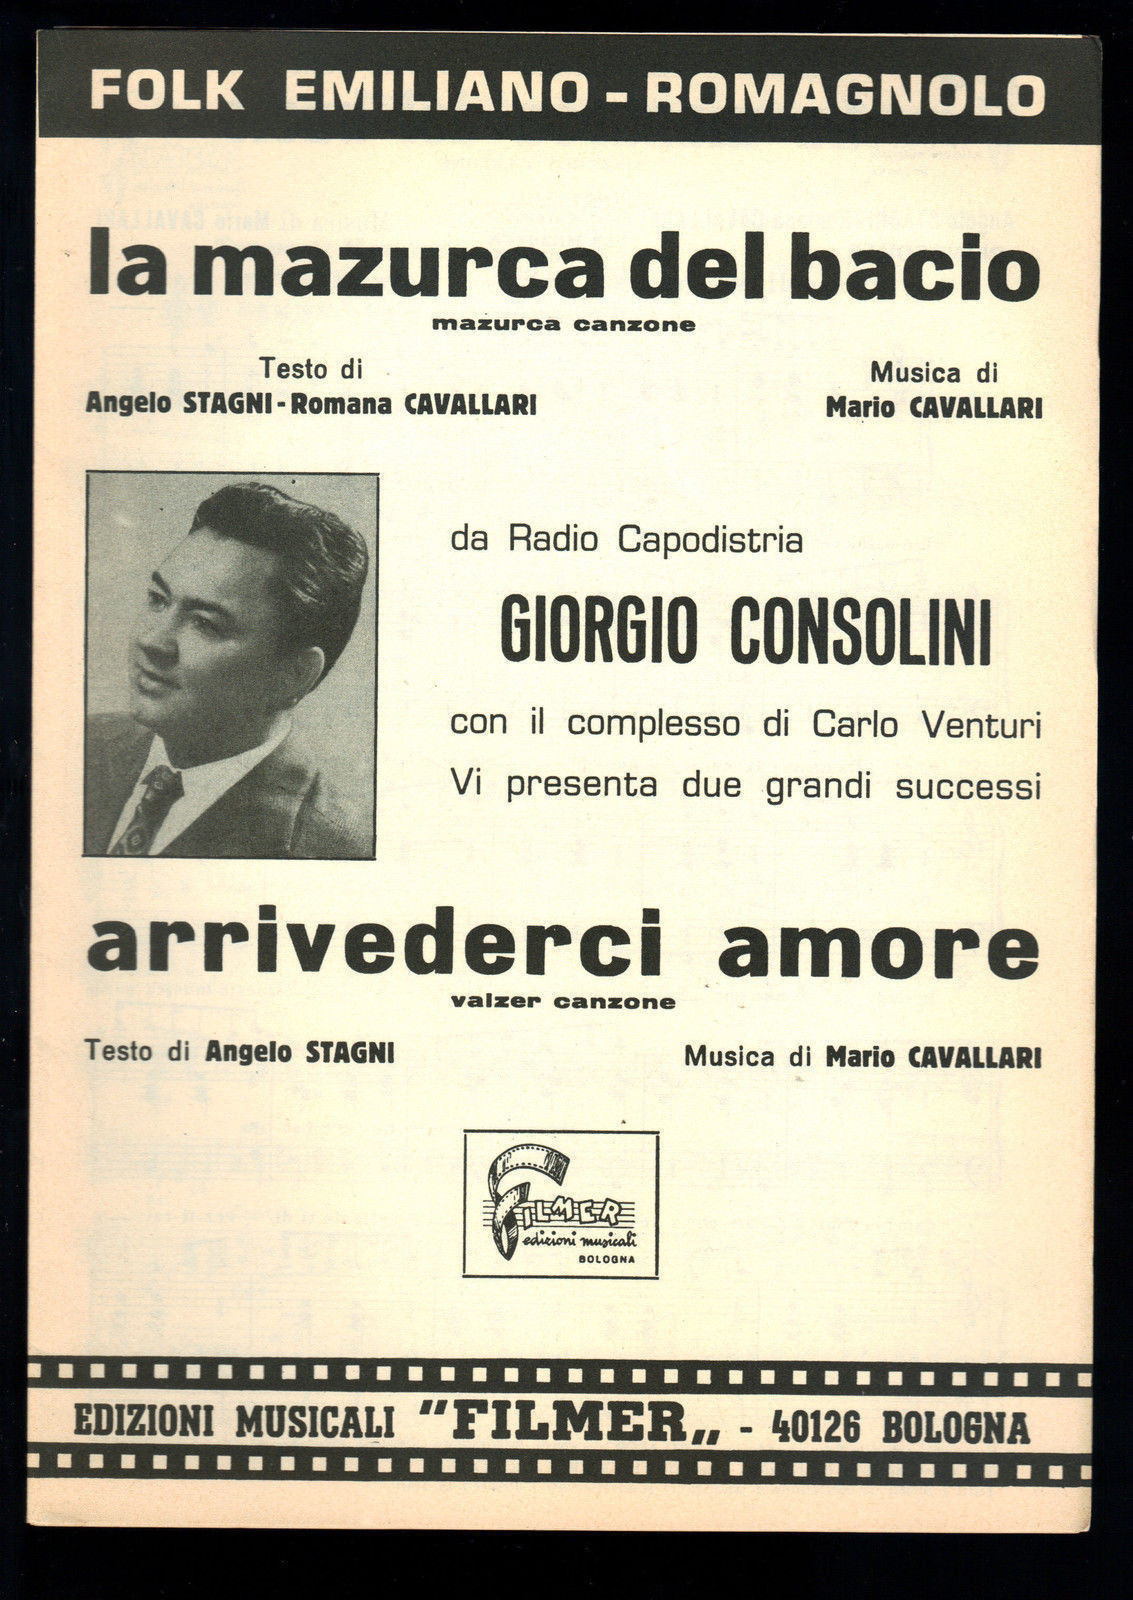 FOLK EMILIANO - ROMAGNOLO
la mazurca del bacio
mazurca canzone
Testo di
Angelo STAGNI - Romana CAVALLARI
Musica di
Mario CAVALLARI
da Radio Capodistria
GIORGIO CONSOLINI
con il complesso di Carlo Venturi
Vi presenta due grandi successi
arrivederci amore
valzer canzone
Testo di Angelo STAGNI
Musica di Mario CAVALLARI
FILMER
edizioni musicali
BOLOGNA
EDIZIONI MUSICALI "FILMER„ - 40126 BOLOGNA